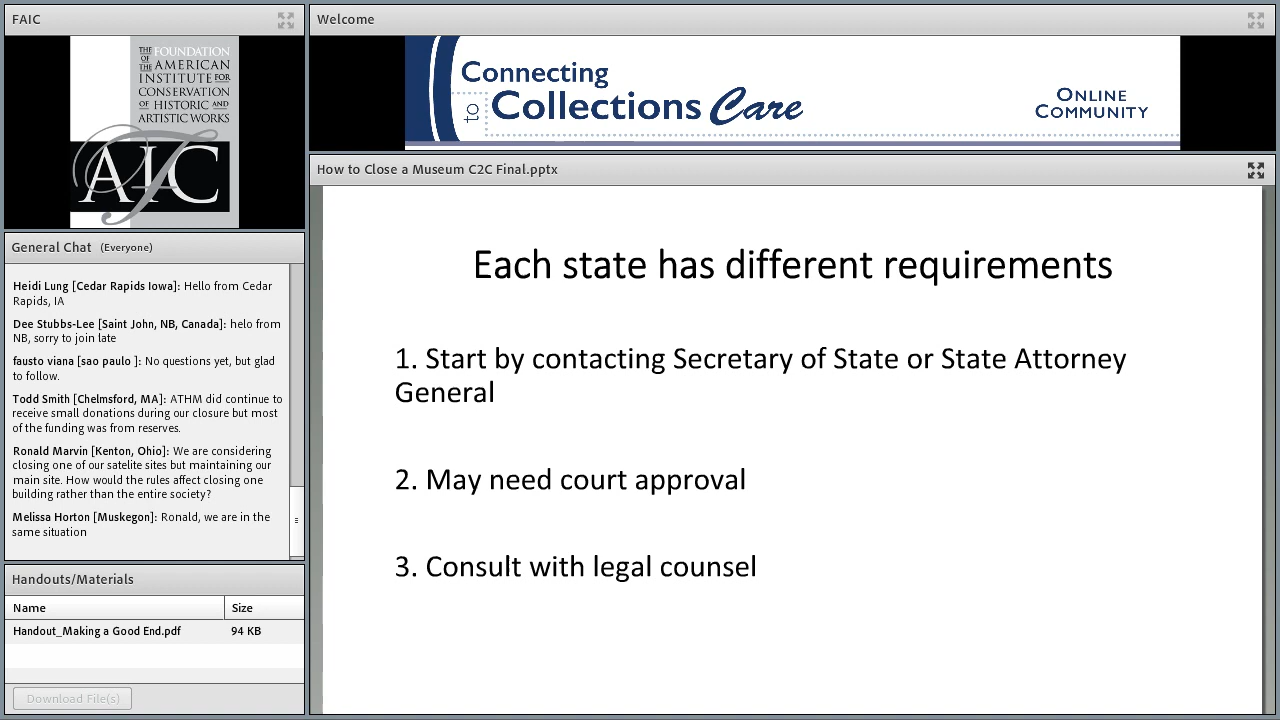 FAIC
THE FOUNDATION
OF THE AMERICAN
INSTITUTE FOR
CONSERVATION
OF HISTORIC AND
ARTISTIC WORKS
AIC
Welcome
Connecting
to Collections Care
ONLINE
COMMUNITY
General Chat (Everyone)
Heidi Lung [Cedar Rapids Iowa]: Hello from Cedar
Rapids, IA
Dee Stubbs-Lee [Saint John, NB, Canada]: helo from
NB, sorry to join late
fausto viana [sao paulo ]: No questions yet, but glad
to follow.
Todd Smith [Chelmsford, MA]: ATHM did continue to
receive small donations during our closure but most
of the funding was from reserves.
Ronald Marvin [Kenton, Ohio]: We are considering
closing one of our satelite sites but maintaining our
main site. How would the rules affect closing one
building rather than the entire society?
Melissa Horton [Muskegon]: Ronald, we are in the
same situation
Handouts/Materials
Name Size
Handout_Making a Good End.pdf 94 KB
Download File(s)
How to Close a Museum C2C Final.pptx
Each state has different requirements
1. Start by contacting Secretary of State or State Attorney
General
2. May need court approval
3. Consult with legal counsel